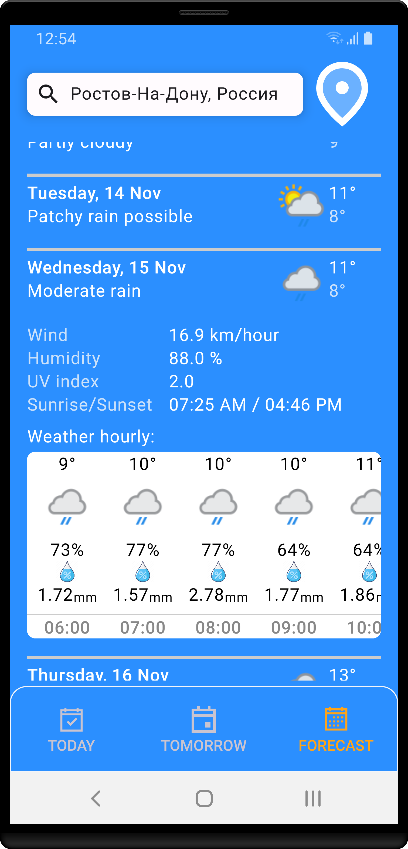 12:54
Ростов-На-Дону, Россия
Partly cloudy 9°
Tuesday, 14 Nov 11°
Patchy rain possible 8°
Wednesday, 15 Nov 11°
Moderate rain 8°
Wind 16.9 km/hour
Humidity 88.0 %
UV index 2.0
Sunrise/Sunset 07:25 AM / 04:46 PM
Weather hourly:
9° 10° 10° 10° 11°
73% 77% 77% 64% 64%
1.72mm 1.57mm 2.78mm 1.77mm 1.86m
06:00 07:00 08:00 09:00 10:0
Thursday, 16 Nov 13°
TODAY TOMORROW FORECAST